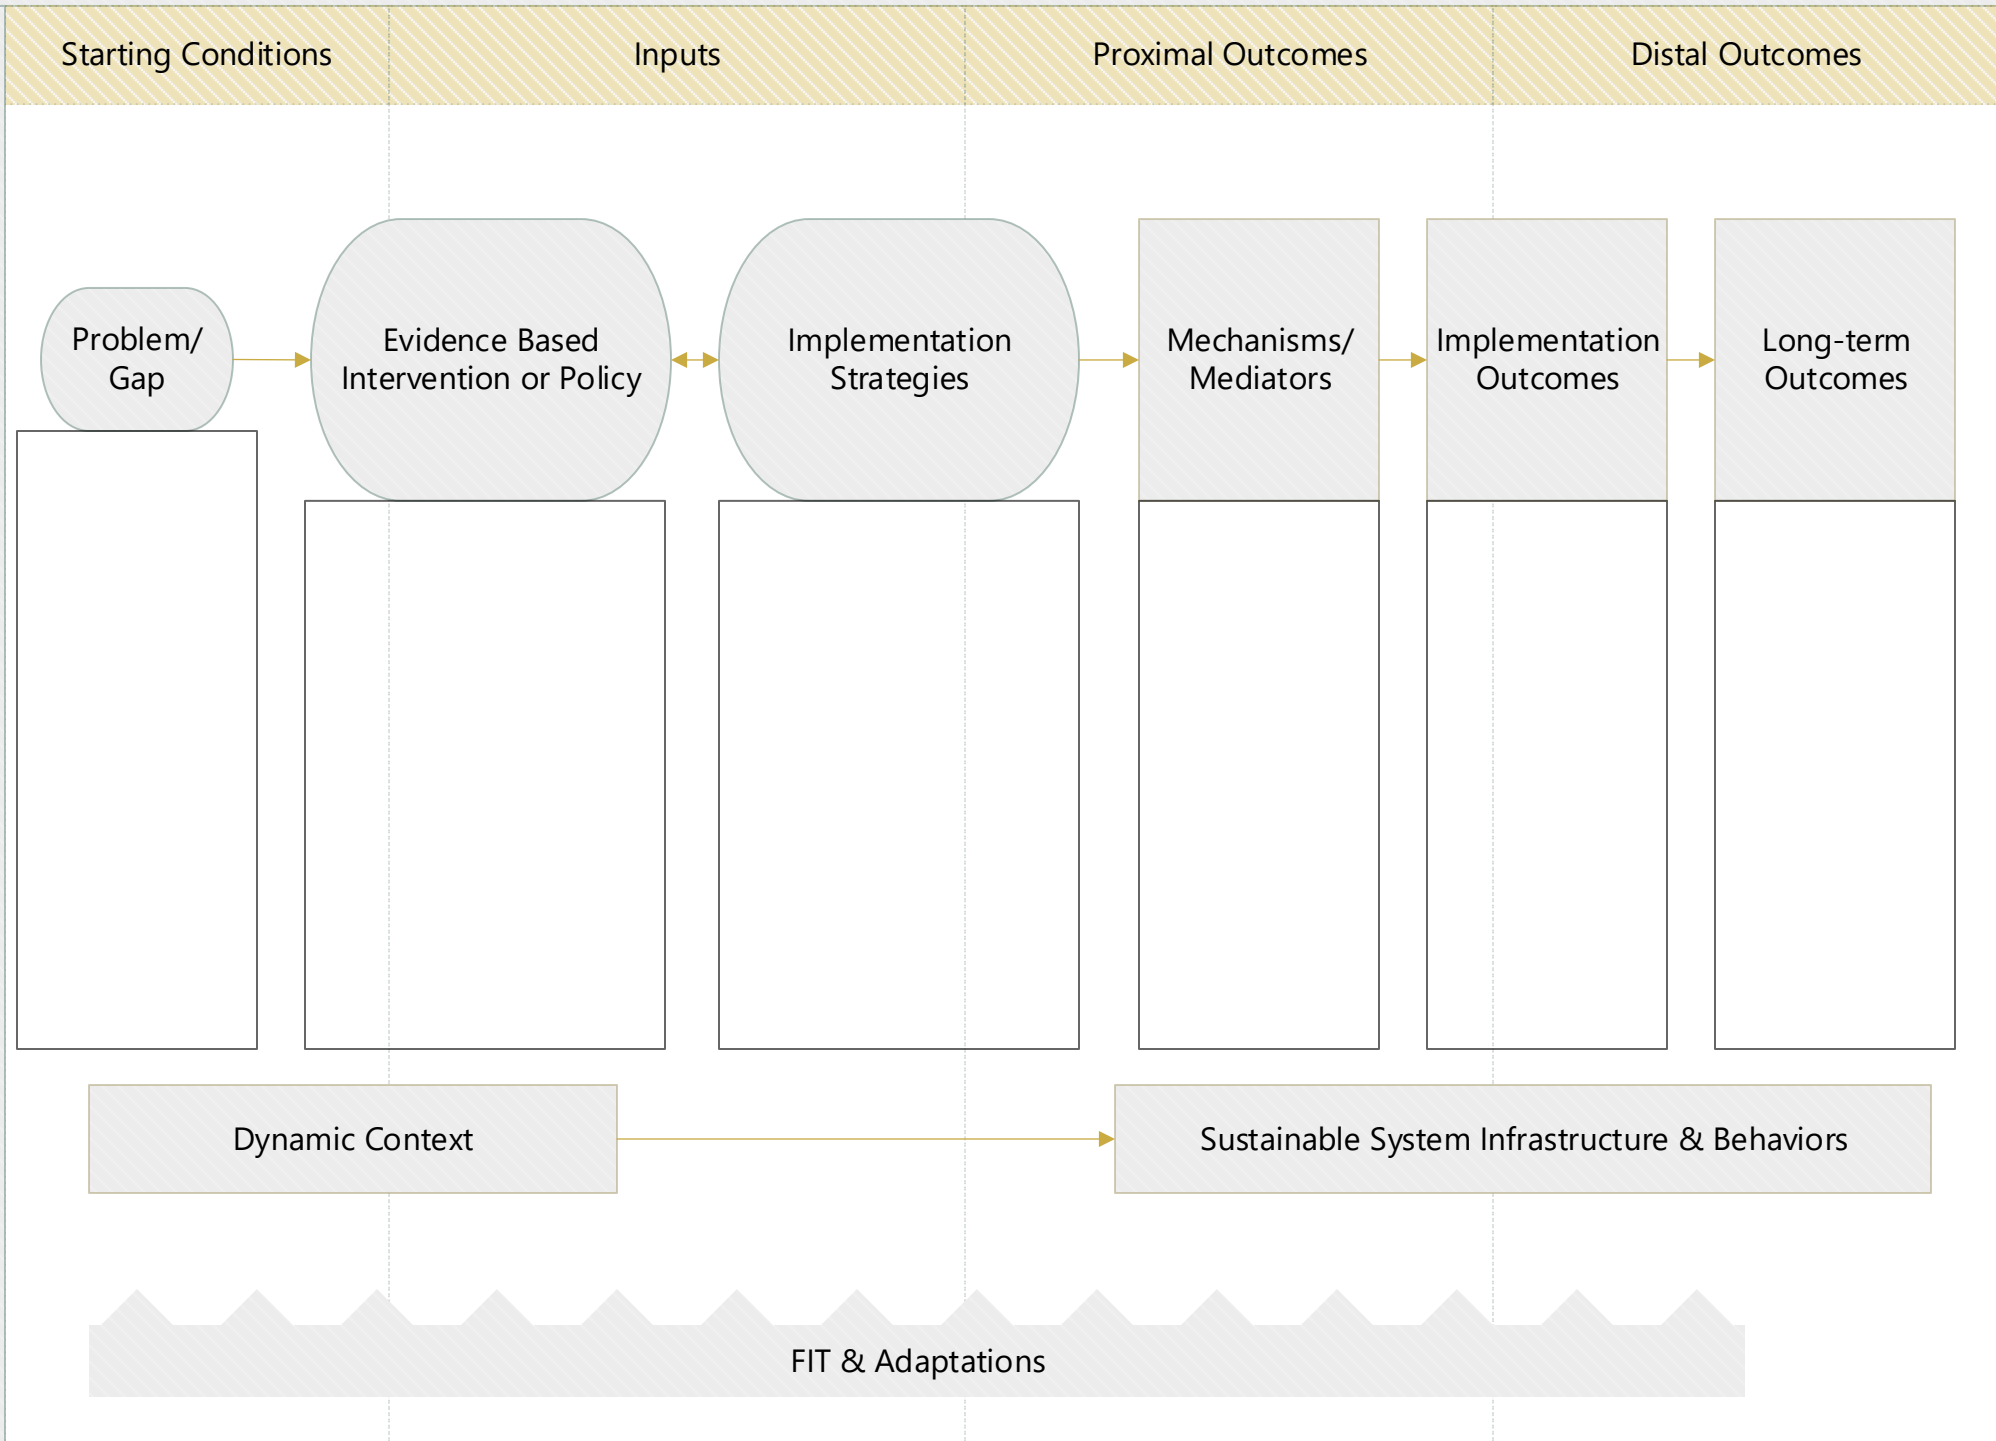 Starting Conditions
Inputs
Proximal Outcomes
Distal Outcomes
Problem/
Gap
Evidence Based
Intervention or Policy
Implementation
Strategies
Mechanisms/
Mediators
Implementation
Outcomes
Long-term
Outcomes
Dynamic Context
Sustainable System Infrastructure & Behaviors
FIT & Adaptations